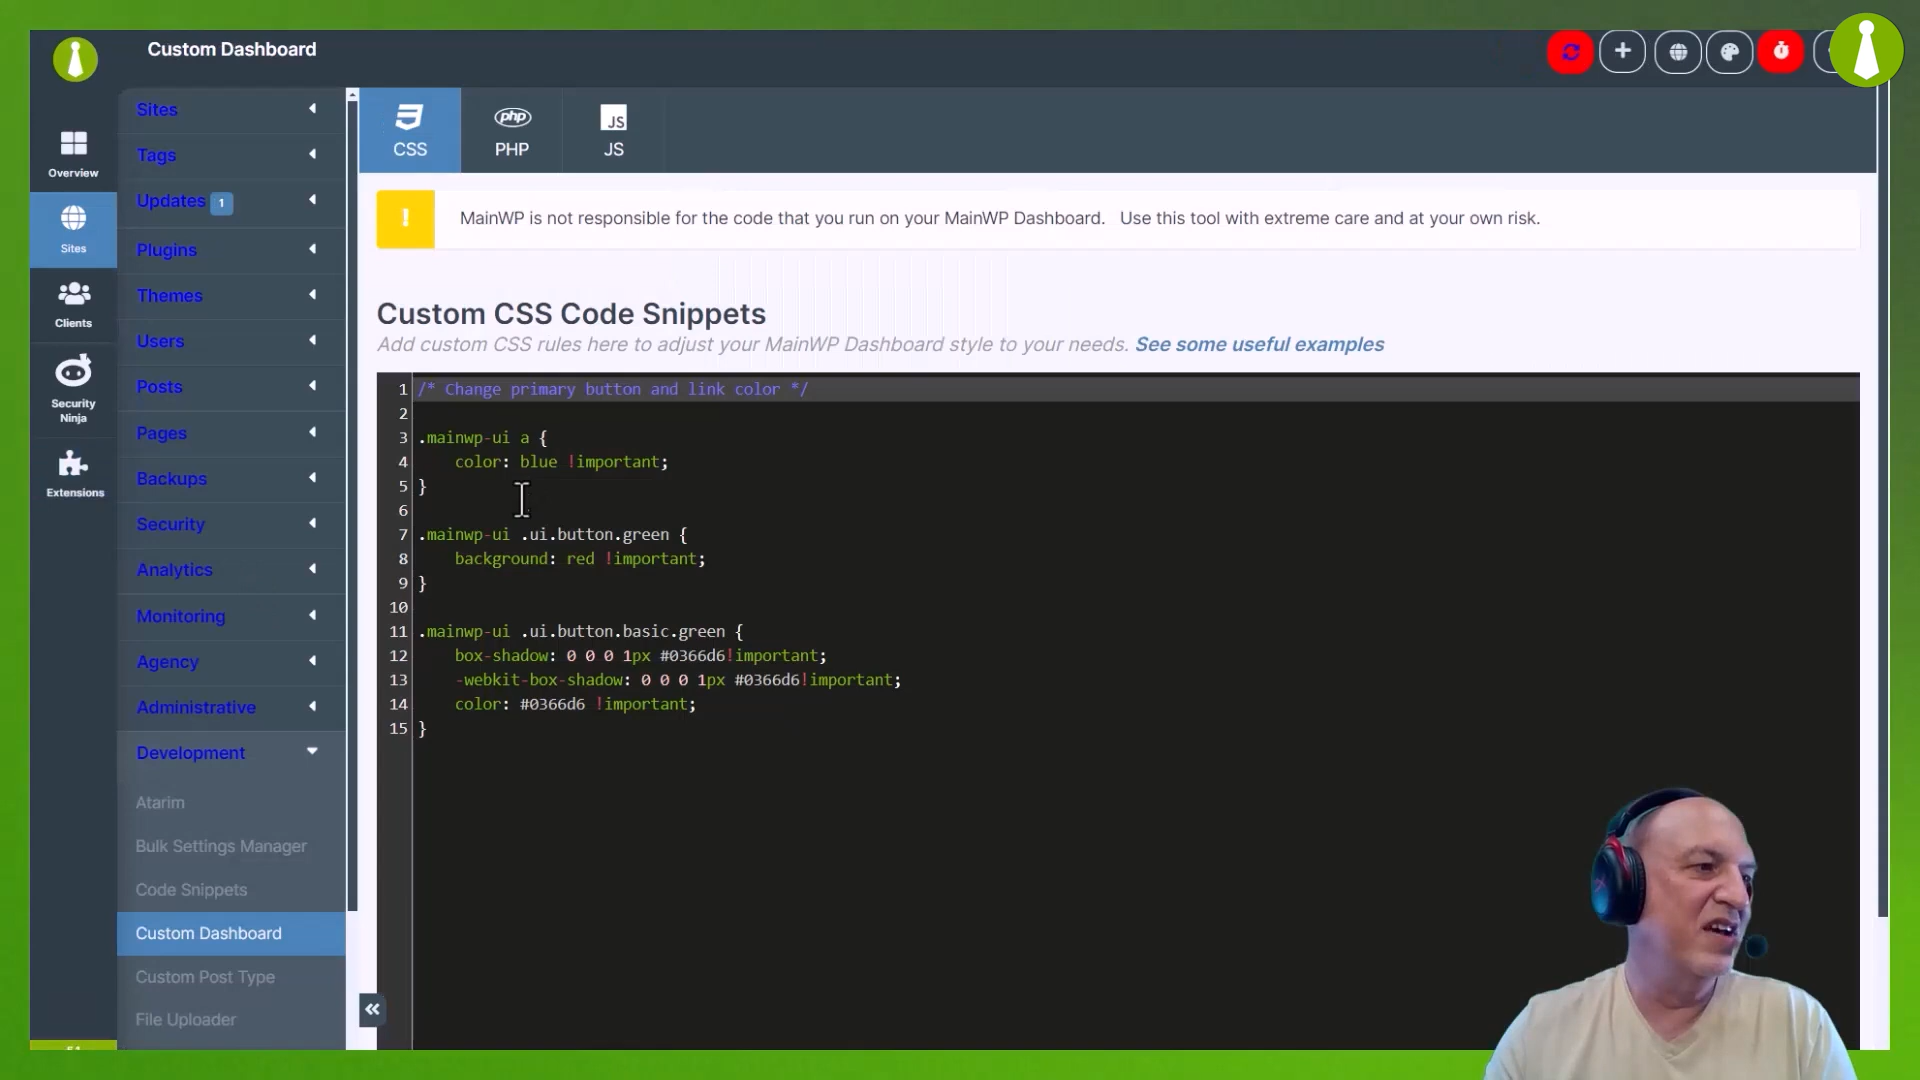 Custom Dashboard
Overview
Sites
Clients
Security
Ninja
Extensions
Sites
Tags
Updates 1
Plugins
Themes
Users
Posts
Pages
Backups
Security
Analytics
Monitoring
Agency
Administrative
Development
Atarim
Bulk Settings Manager
Code Snippets
Custom Dashboard
Custom Post Type
File Uploader
CSS
php
PHP
JS
JS
! MainWP is not responsible for the code that you run on your MainWP Dashboard. Use this tool with extreme care and at your own risk.
Custom CSS Code Snippets
Add custom CSS rules here to adjust your MainWP Dashboard style to your needs. See some useful examples
1 /* Change primary button and link color */
2
3 .mainwp-ui a {
4 color: blue !important;
5 }
6
7 .mainwp-ui .ui.button.green {
8 background: red !important;
9 }
10
11 .mainwp-ui .ui.button.basic.green {
12 box-shadow: 0 0 0 1px #0366d6!important;
13 -webkit-box-shadow: 0 0 0 1px #0366d6!important;
14 color: #0366d6 !important;
15 }